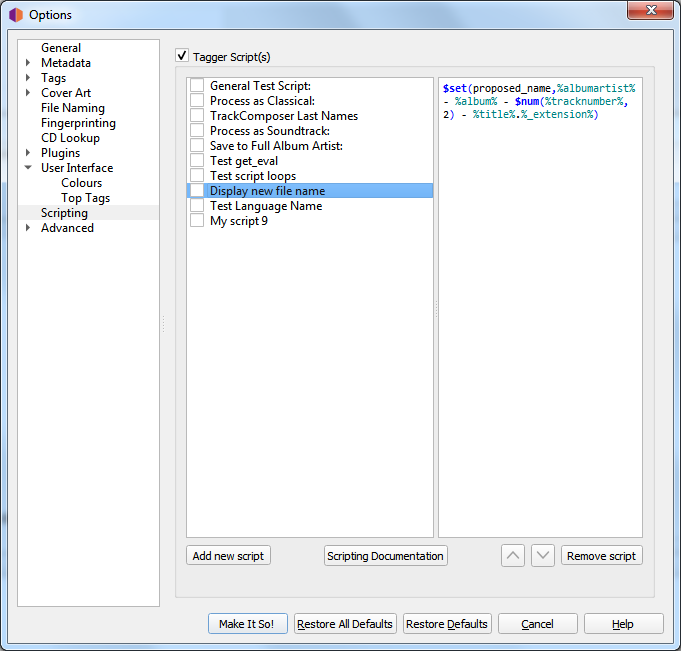 Options
General
Metadata
Tags
Cover Art
File Naming
Fingerprinting
CD Lookup
Plugins
User Interface
Colours
Top Tags
Scripting
Advanced
Tagger Script(s)
General Test Script:
Process as Classical:
TrackComposer Last Names
Process as Soundtrack:
Save to Full Album Artist:
Test get_eval
Test script loops
Display new file name
Test Language Name
My script 9
$set(proposed_name,%albumartist%
- %album% - $num(%tracknumber%,
2) - %title%.%_extension%)
Add new script
Scripting Documentation
Remove script
Make It So!
Restore All Defaults
Restore Defaults
Cancel
Help